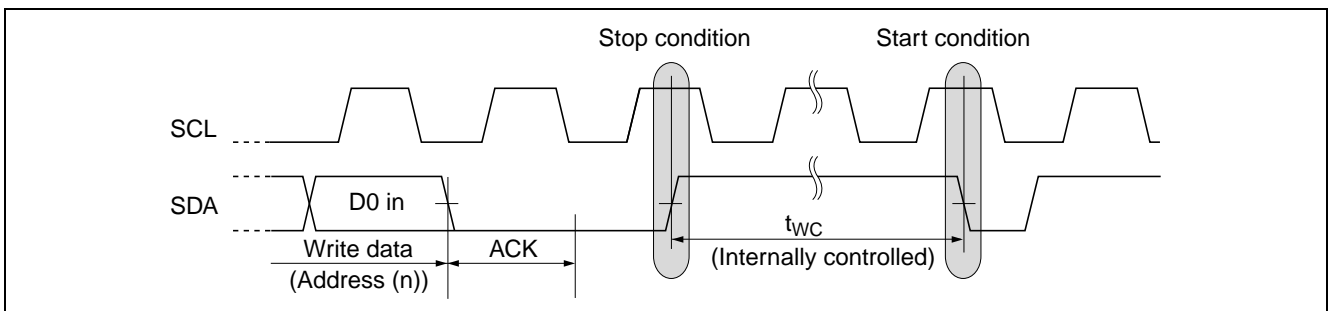 Stop condition
Start condition
SCL
SDA
D0 in
Write data
(Address (n))
ACK
tWC
(Internally controlled)